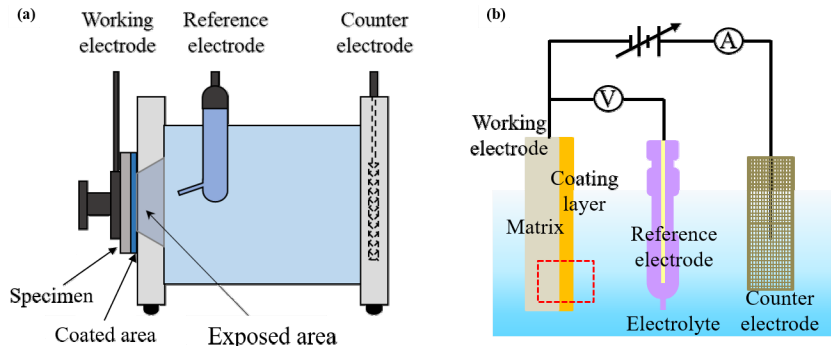 (a)
Working
electrode
Reference
electrode
Counter
electrode
Specimen
Coated area
Exposed area
(b)
A
V
Working
electrode
Coating
layer
Matrix
Reference
electrode
Electrolyte
Counter
electrode